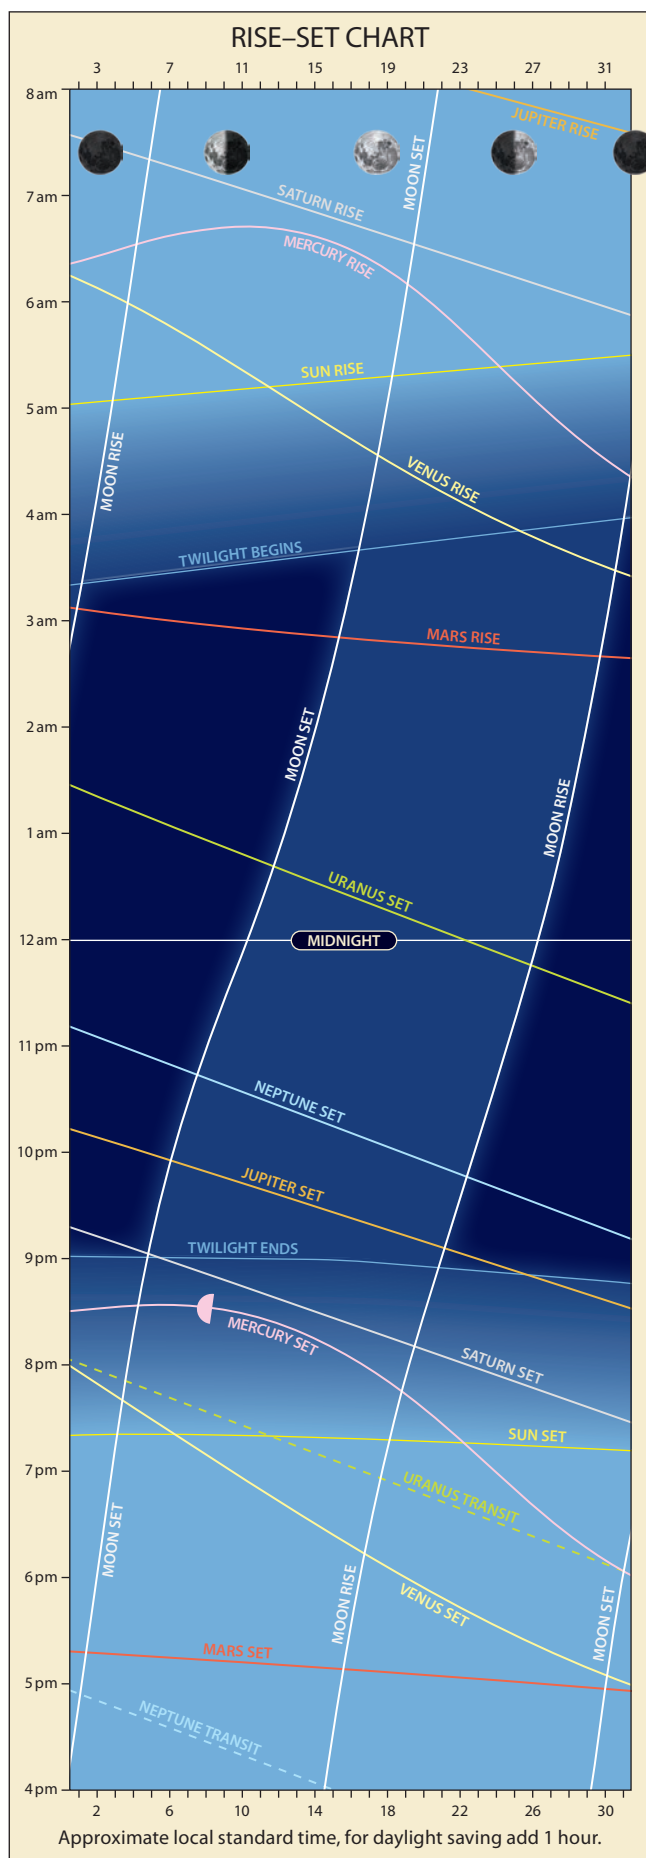 RISE–SET CHART
3 7 11 15 19 23 27 31
8 am
JUPITER RISE
MOON SET
7 am
SATURN RISE
MERCURY RISE
6 am
SUN RISE
5 am
VENUS RISE
MOON RISE
4 am
TWILIGHT BEGINS
3 am
MARS RISE
2 am
MOON SET
MOON RISE
1 am
URANUS SET
12 am
MIDNIGHT
11 pm
NEPTUNE SET
10 pm
JUPITER SET
TWILIGHT ENDS
9 pm
MERCURY SET
8 pm
SATURN SET
SUN SET
7 pm
URANUS TRANSIT
MOON SET
6 pm
MOON RISE
VENUS SET
MOON SET
MARS SET
5 pm
NEPTUNE TRANSIT
4 pm
2 6 10 14 18 22 26 30
Approximate local standard time, for daylight saving add 1 hour.